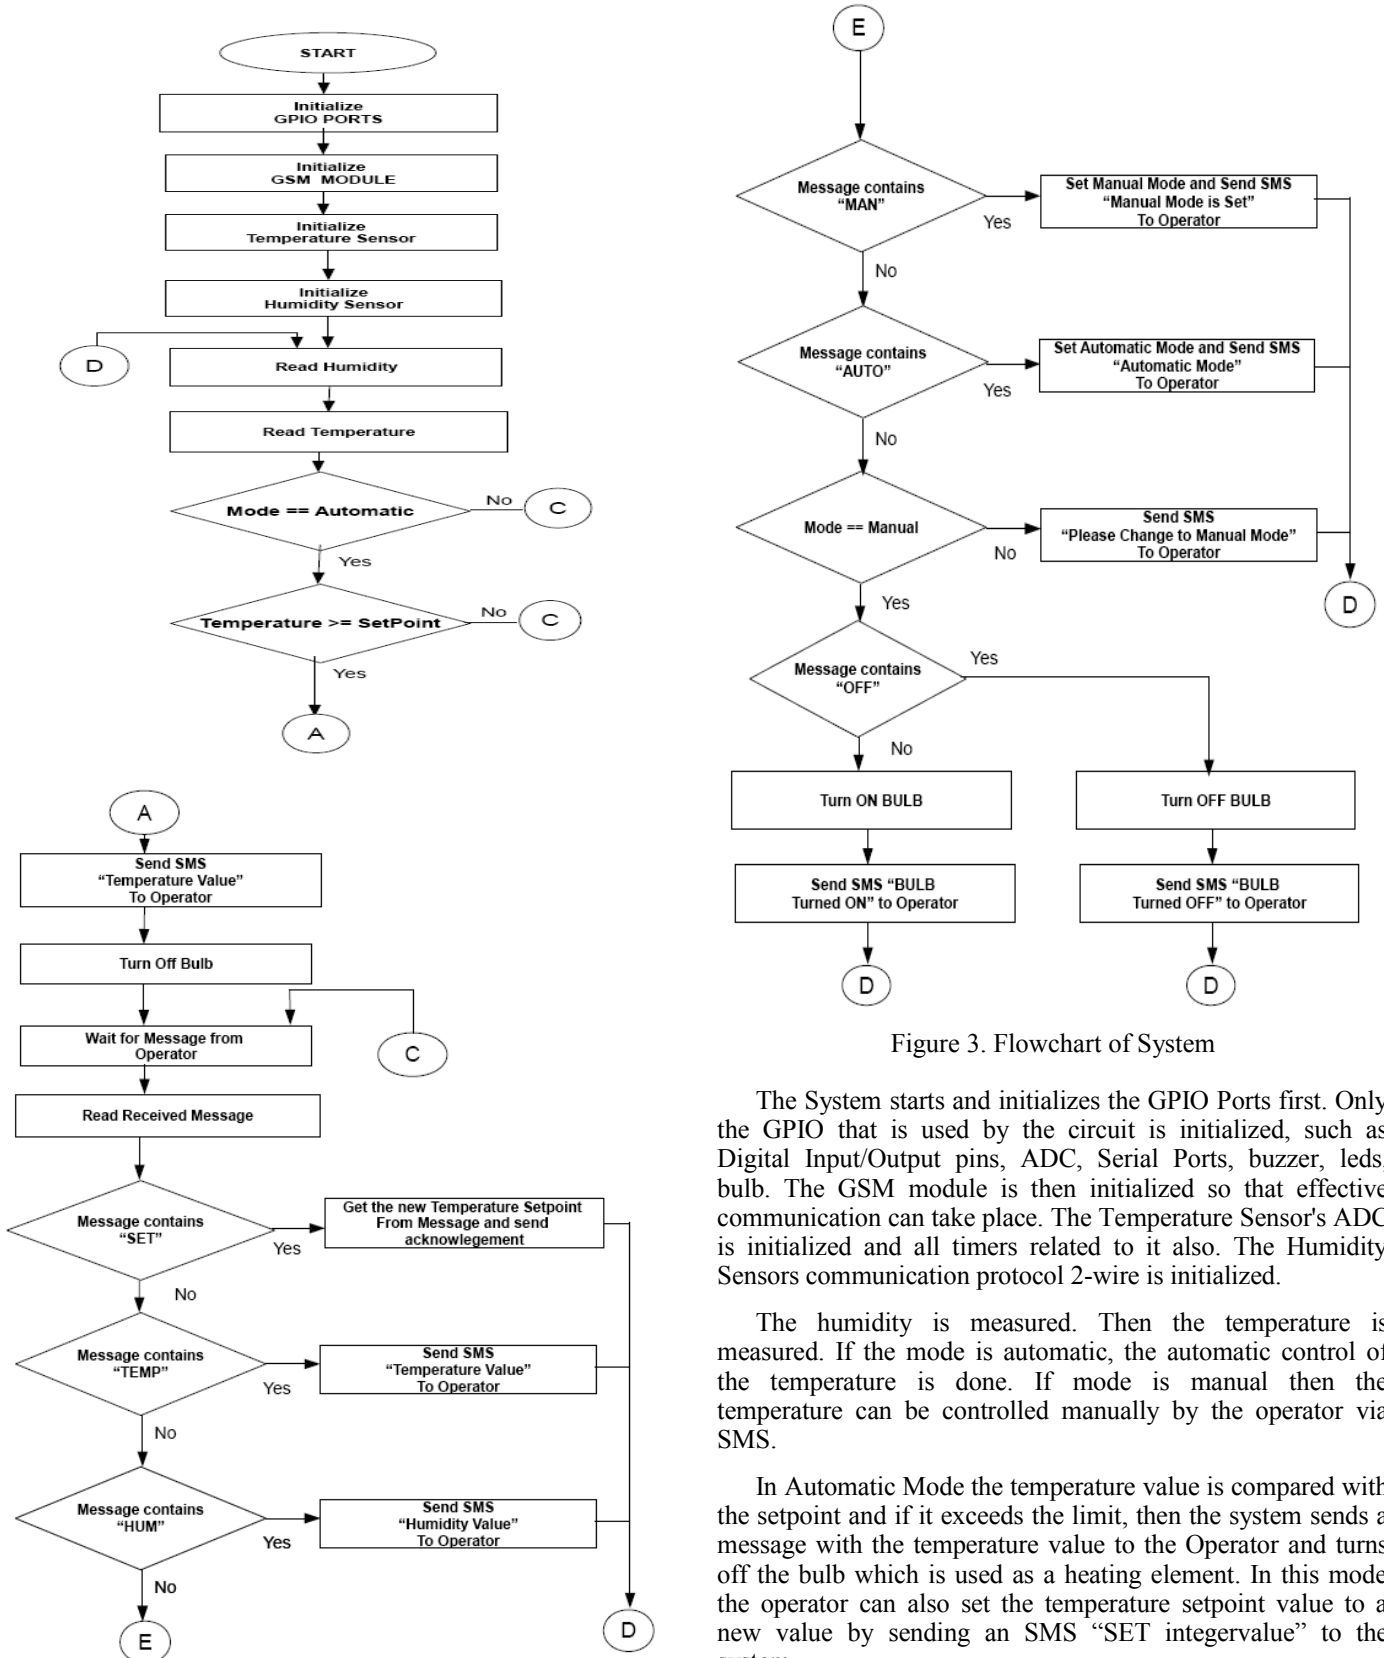 START
Initialize
GPIO PORTS
Initialize
GSM MODULE
Initialize
Temperature Sensor
Initialize
Humidity Sensor
D
Read Humidity
Read Temperature
Mode == Automatic
No
C
Yes
Temperature >= SetPoint
No
C
Yes
A
A
Send SMS
“Temperature Value”
To Operator
Turn Off Bulb
Wait for Message from
Operator
C
Read Received Message
Message contains
“SET”
Yes
Get the new Temperature Setpoint
From Message and send
acknowlegement
No
Message contains
“TEMP”
Yes
Send SMS
“Temperature Value”
To Operator
No
Message contains
“HUM”
Yes
Send SMS
“Humidity Value”
To Operator
No
E
D
E
Message contains
“MAN”
Yes
Set Manual Mode and Send SMS
“Manual Mode is Set”
To Operator
No
Message contains
“AUTO”
Yes
Set Automatic Mode and Send SMS
“Automatic Mode”
To Operator
No
Mode == Manual
No
Send SMS
“Please Change to Manual Mode”
To Operator
D
Yes
Message contains
“OFF”
Yes
No
Turn ON BULB
Turn OFF BULB
Send SMS “BULB
Turned ON” to Operator
Send SMS “BULB
Turned OFF” to Operator
D
D
Figure 3. Flowchart of System
The System starts and initializes the GPIO Ports first. Only
the GPIO that is used by the circuit is initialized, such as
Digital Input/Output pins, ADC, Serial Ports, buzzer, leds,
bulb. The GSM module is then initialized so that effective
communication can take place. The Temperature Sensor's ADC
is initialized and all timers related to it also. The Humidity
Sensors communication protocol 2-wire is initialized.
The humidity is measured. Then the temperature is
measured. If the mode is automatic, the automatic control of
the temperature is done. If mode is manual then the
temperature can be controlled manually by the operator via
SMS.
In Automatic Mode the temperature value is compared with
the setpoint and if it exceeds the limit, then the system sends a
message with the temperature value to the Operator and turns
off the bulb which is used as a heating element. In this mode
the operator can also set the temperature setpoint value to a
new value by sending an SMS “SET integervalue” to the